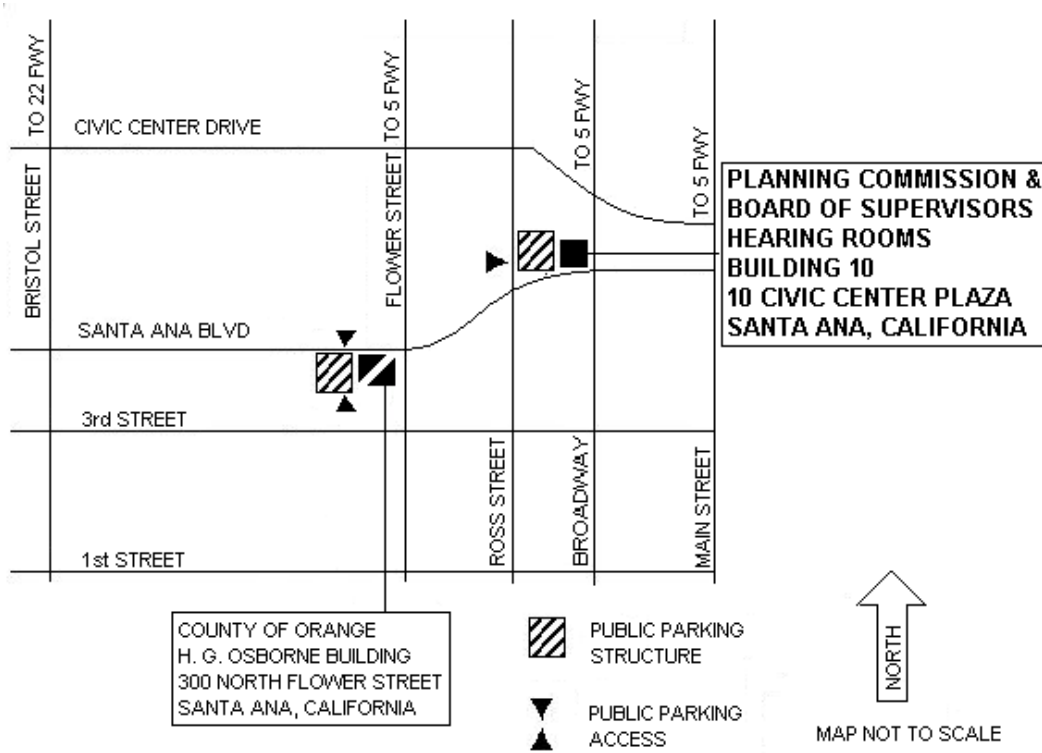 TO 22 FWY
TO 5 FWY
TO 5 FWY
TO 5 FWY
CIVIC CENTER DRIVE
BRISTOL STREET
FLOWER STREET
PLANNING COMMISSION &
BOARD OF SUPERVISORS
HEARING ROOMS
BUILDING 10
10 CIVIC CENTER PLAZA
SANTA ANA, CALIFORNIA
SANTA ANA BLVD
3rd STREET
ROSS STREET
BROADWAY
MAIN STREET
1st STREET
COUNTY OF ORANGE
H. G. OSBORNE BUILDING
300 NORTH FLOWER STREET
SANTA ANA, CALIFORNIA
PUBLIC PARKING
STRUCTURE
PUBLIC PARKING
ACCESS
NORTH
MAP NOT TO SCALE